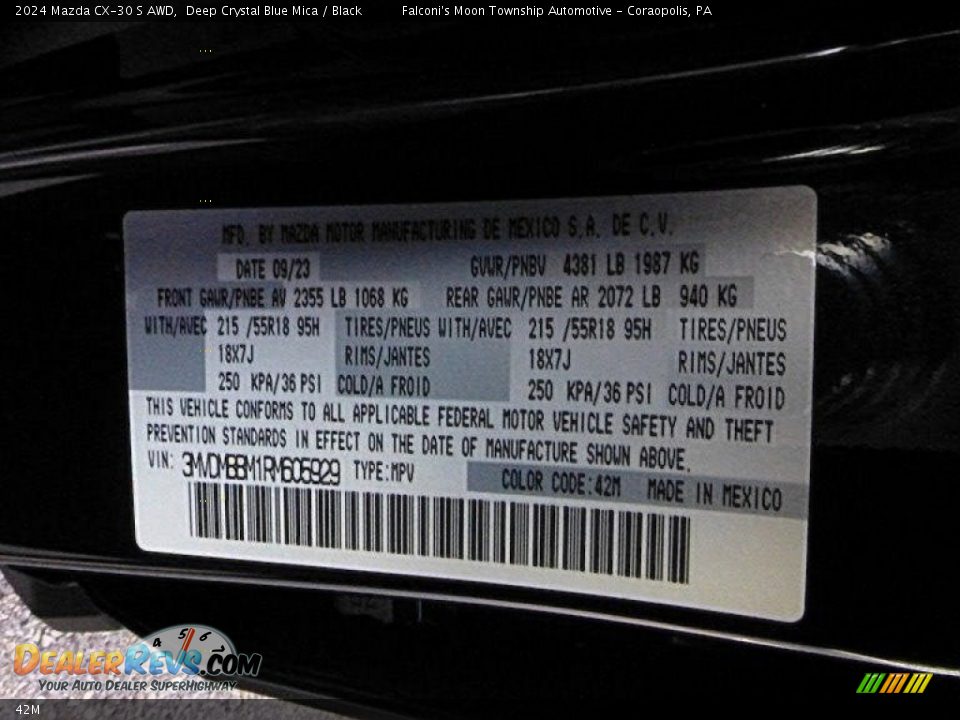 2024 Mazda CX-30 S AWD, Deep Crystal Blue Mica / Black Falconi's Moon Township Automotive - Coraopolis, PA
MFD. BY MAZDA MOTOR MANUFACTURING DE MEXICO S.A. DE C.V.
DATE 09/23 GVWR/PNBV 4381 LB 1987 KG
FRONT GAWR/PNBE AV 2355 LB 1068 KG REAR GAWR/PNBE AR 2072 LB 940 KG
WITH/AVEC 215 /55R18 95H TIRES/PNEUS WITH/AVEC 215 /55R18 95H TIRES/PNEUS
18X7J RIMS/JANTES 18X7J RIMS/JANTES
250 KPA/36 PSI COLD/A FROID 250 KPA/36 PSI COLD/A FROID
THIS VEHICLE CONFORMS TO ALL APPLICABLE FEDERAL MOTOR VEHICLE SAFETY AND THEFT
PREVENTION STANDARDS IN EFFECT ON THE DATE OF MANUFACTURE SHOWN ABOVE.
VIN: 3MVDMBBM1RM605929 TYPE:MPV COLOR CODE:42M MADE IN MEXICO
4 5 6
DEALERREVS.COM
YOUR AUTO DEALER SUPERHIGHWAY
42M